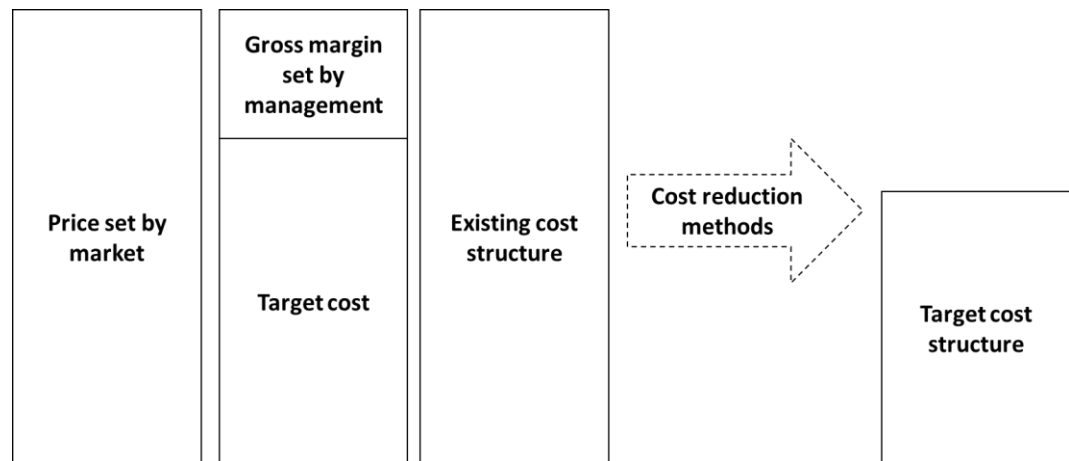 Price set by
market
Gross margin
set by
management
Target cost
Existing cost
structure
Cost reduction
methods
Target cost
structure